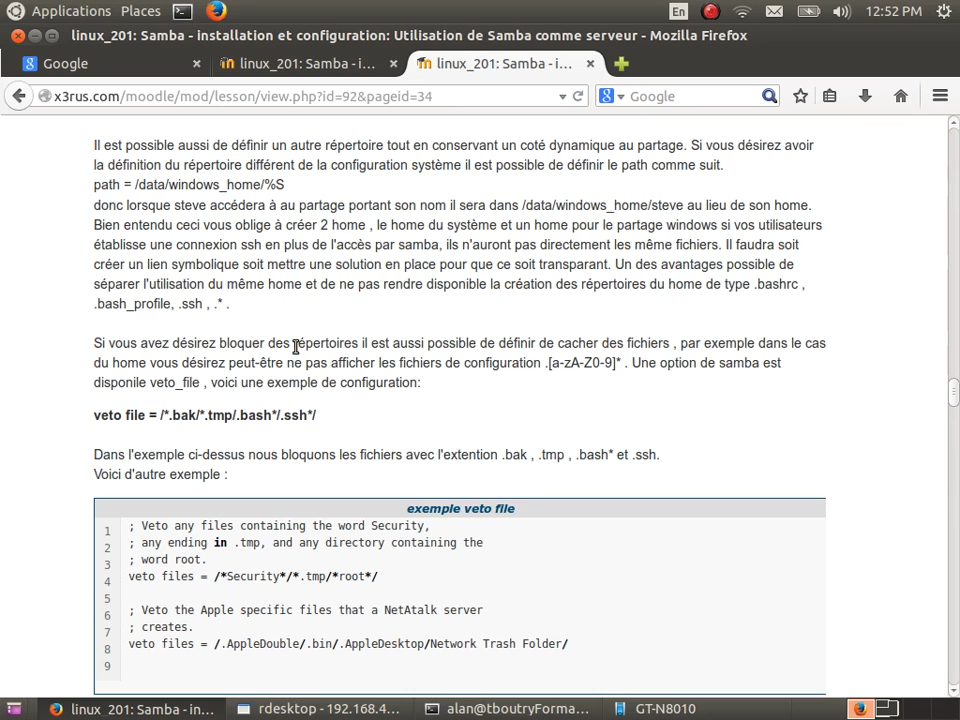 Applications Places En 12:52 PM
linux_201: Samba - installation et configuration: Utilisation de Samba comme serveur - Mozilla Firefox
Google linux_201: Samba - i... linux_201: Samba - i...
x3rus.com/moodle/mod/lesson/view.php?id=92&pageid=34 Google
Il est possible aussi de définir un autre répertoire tout en conservant un coté dynamique au partage. Si vous désirez avoir
la définition du répertoire différent de la configuration système il est possible de définir le path comme suit.
path = /data/windows_home/%S
donc lorsque steve accédera à au partage portant son nom il sera dans /data/windows_home/steve au lieu de son home.
Bien entendu ceci vous oblige à créer 2 home , le home du système et un home pour le partage windows si vos utilisateurs
établisse une connexion ssh en plus de l'accès par samba, ils n'auront pas directement les même fichiers. Il faudra soit
créer un lien symbolique soit mettre une solution en place pour que ce soit transparant. Un des avantages possible de
séparer l'utilisation du même home et de ne pas rendre disponible la création des répertoires du home de type .bashrc ,
.bash_profile, .ssh , .* .
Si vous avez désirez bloquer des répertoires il est aussi possible de définir de cacher des fichiers , par exemple dans le cas
du home vous désirez peut-être ne pas afficher les fichiers de configuration .[a-zA-Z0-9]* . Une option de samba est
disponile veto_file , voici une exemple de configuration:
veto file = /*.bak/*.tmp/.bash*/.ssh*/
Dans l'exemple ci-dessus nous bloquons les fichiers avec l'extention .bak , .tmp , .bash* et .ssh.
Voici d'autre exemple :
exemple veto file
1 ; Veto any files containing the word Security,
2 ; any ending in .tmp, and any directory containing the
3 ; word root.
4 veto files = /*Security*/*.tmp/*root*/
5
6 ; Veto the Apple specific files that a NetAtalk server
7 ; creates.
8 veto files = /.AppleDouble/.bin/.AppleDesktop/Network Trash Folder/
9
linux_201: Samba - in... rdesktop - 192.168.4... alan@tboutryForma... GT-N8010